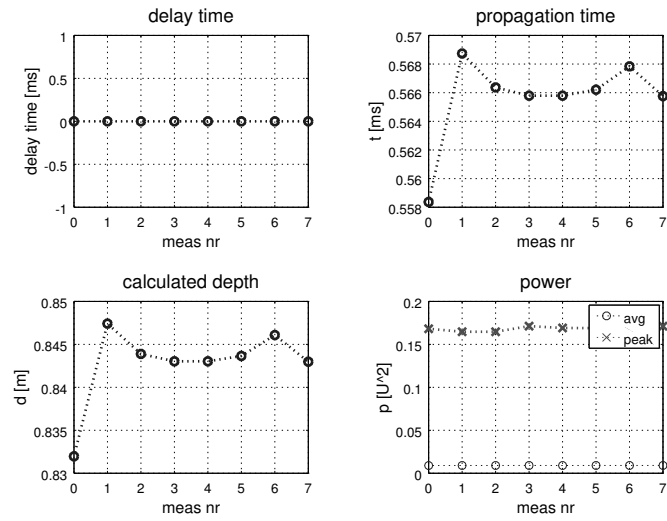 delay time
delay time [ms]
1
0.5
0
-0.5
-1
0 1 2 3 4 5 6 7
meas nr
propagation time
t [ms]
0.57
0.568
0.566
0.564
0.562
0.56
0.558
0 1 2 3 4 5 6 7
meas nr
calculated depth
d [m]
0.85
0.845
0.84
0.835
0.83
0 1 2 3 4 5 6 7
meas nr
power
p [U^2]
0.2
0.15
0.1
0.05
0
avg
peak
0 1 2 3 4 5 6 7
meas nr